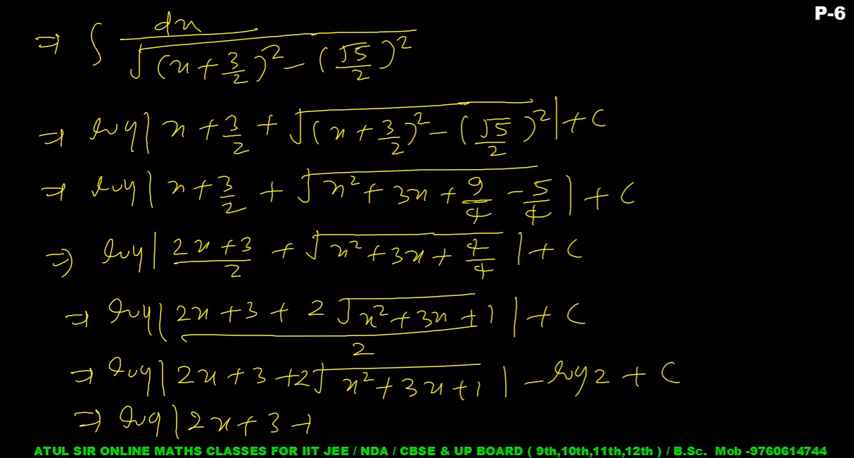 P-6
⇒ ∫ dx / √((x + 3/2)² − (√5/2)²)
⇒ log| x + 3/2 + √((x + 3/2)² − (√5/2)²) | + C
⇒ log| x + 3/2 + √(x² + 3x + 9/4 − 5/4) | + C
⇒ log| (2x + 3)/2 + √(x² + 3x + 4/4) | + C
⇒ log| (2x + 3 + 2√(x² + 3x + 1))/2 | + C
⇒ log| 2x + 3 + 2√(x² + 3x + 1) | − log 2 + C
⇒ log| 2x + 3 +
ATUL SIR ONLINE MATHS CLASSES FOR IIT JEE / NDA / CBSE & UP BOARD ( 9th,10th,11th,12th ) / B.Sc. Mob -9760614744